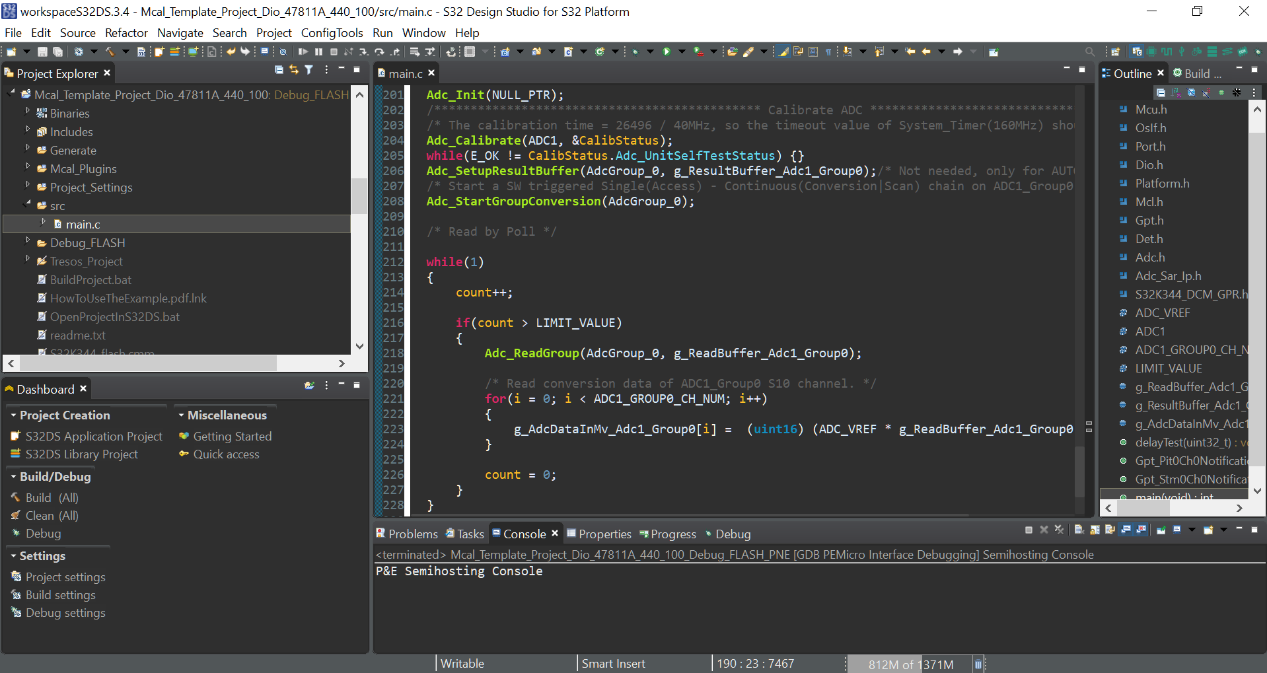 workspaceS32DS.3.4 - Mcal_Template_Project_Dio_47811A_440_100/src/main.c - S32 Design Studio for S32 Platform
File Edit Source Refactor Navigate Search Project ConfigTools Run Window Help
Project Explorer
Mcal_Template_Project_Dio_47811A_440_100: Debug_FLASH
Binaries
Includes
Generate
Mcal_Plugins
Project_Settings
src
main.c
Debug_FLASH
Tresos_Project
BuildProject.bat
HowToUseTheExample.pdf.lnk
OpenProjectInS32DS.bat
readme.txt
S32K344_flash.cmm
Dashboard
Project Creation
S32DS Application Project
S32DS Library Project
Build/Debug
Build (All)
Clean (All)
Debug
Settings
Project settings
Build settings
Debug settings
Miscellaneous
Getting Started
Quick access
main.c
201 Adc_Init(NULL_PTR);
202 /******************************************** Calibrate ADC ****************************
203 /* The calibration time = 26496 / 40MHz, so the timeout value of System_Timer(160MHz) shou
204 Adc_Calibrate(ADC1, &CalibStatus);
205 while(E_OK != CalibStatus.Adc_UnitSelfTestStatus) {}
206 Adc_SetupResultBuffer(AdcGroup_0, g_ResultBuffer_Adc1_Group0);/* Not needed, only for AUT
207 /* Start a SW triggered Single(Access) - Continuous(Conversion|Scan) chain on ADC1_Group0
208 Adc_StartGroupConversion(AdcGroup_0);
209
210 /* Read by Poll */
211
212 while(1)
213 {
214 count++;
215
216 if(count > LIMIT_VALUE)
217 {
218 Adc_ReadGroup(AdcGroup_0, g_ReadBuffer_Adc1_Group0);
219
220 /* Read conversion data of ADC1_Group0 S10 channel. */
221 for(i = 0; i < ADC1_GROUP0_CH_NUM; i++)
222 {
223 g_AdcDataInMv_Adc1_Group0[i] = (uint16) (ADC_VREF * g_ReadBuffer_Adc1_Group0
224 }
225
226 count = 0;
227 }
228 }
Outline
Build ...
Mcu.h
OsIf.h
Port.h
Dio.h
Platform.h
Mcl.h
Gpt.h
Det.h
Adc.h
Adc_Sar_Ip.h
S32K344_DCM_GPR.h
ADC_VREF
ADC1
ADC1_GROUP0_CH_N
LIMIT_VALUE
g_ReadBuffer_Adc1_G
g_ResultBuffer_Adc1_
g_AdcDataInMv_Adc1
delayTest(uint32_t) : v
Gpt_Pit0Ch0Notificati
Gpt_Stm0Ch0Notifica
main(void) : int
Problems Tasks Console Properties Progress Debug
<terminated> Mcal_Template_Project_Dio_47811A_440_100_Debug_FLASH_PNE [GDB PEMicro Interface Debugging] Semihosting Console
P&E Semihosting Console
Writable Smart Insert 190 : 23 : 7467 812M of 1371M